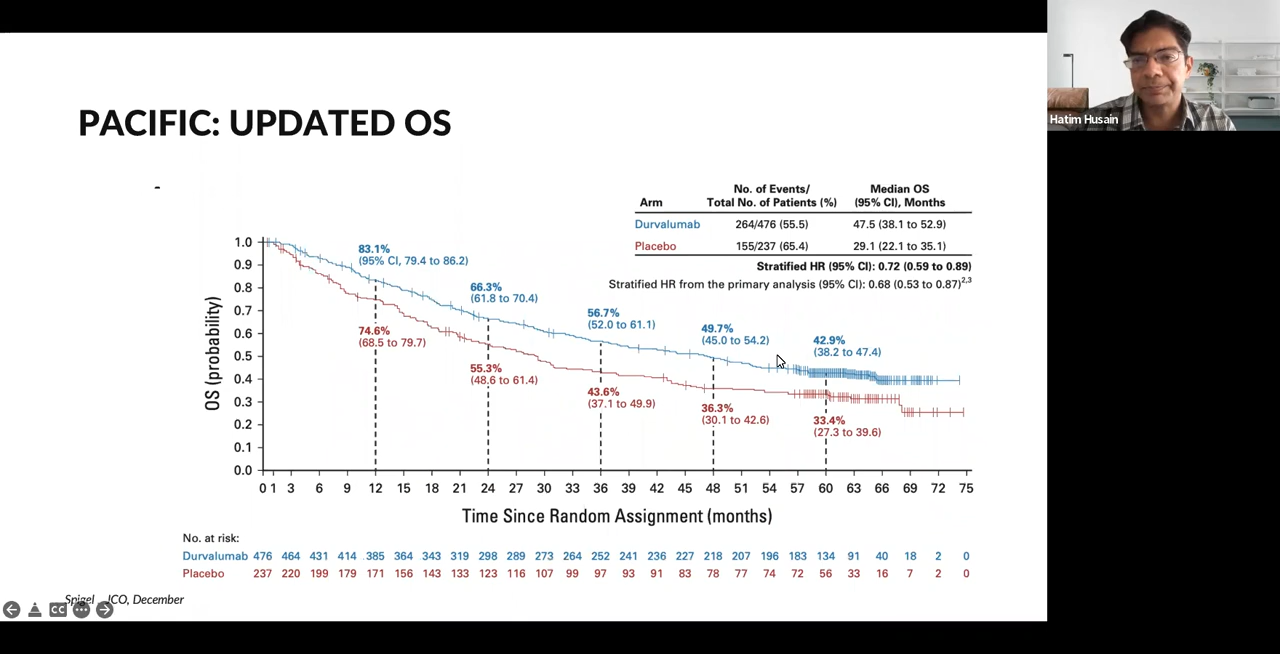 Hatim Husain
PACIFIC: UPDATED OS
Arm No. of Events/ Total No. of Patients (%) Median OS (95% CI), Months
Durvalumab 264/476 (55.5) 47.5 (38.1 to 52.9)
Placebo 155/237 (65.4) 29.1 (22.1 to 35.1)
Stratified HR (95% CI): 0.72 (0.59 to 0.89)
Stratified HR from the primary analysis (95% CI): 0.68 (0.53 to 0.87)2,3
OS (probability)
1.0
0.9
0.8
0.7
0.6
0.5
0.4
0.3
0.2
0.1
0.0
83.1%
(95% CI, 79.4 to 86.2)
66.3%
(61.8 to 70.4)
56.7%
(52.0 to 61.1)
49.7%
(45.0 to 54.2)
42.9%
(38.2 to 47.4)
74.6%
(68.5 to 79.7)
55.3%
(48.6 to 61.4)
43.6%
(37.1 to 49.9)
36.3%
(30.1 to 42.6)
33.4%
(27.3 to 39.6)
0 1 3 6 9 12 15 18 21 24 27 30 33 36 39 42 45 48 51 54 57 60 63 66 69 72 75
Time Since Random Assignment (months)
No. at risk:
Durvalumab 476 464 431 414 385 364 343 319 298 289 273 264 252 241 236 227 218 207 196 183 134 91 40 18 2 0
Placebo 237 220 199 179 171 156 143 133 123 116 107 99 97 93 91 83 78 77 74 72 56 33 16 7 2 0
Spigel JCO, December
CC